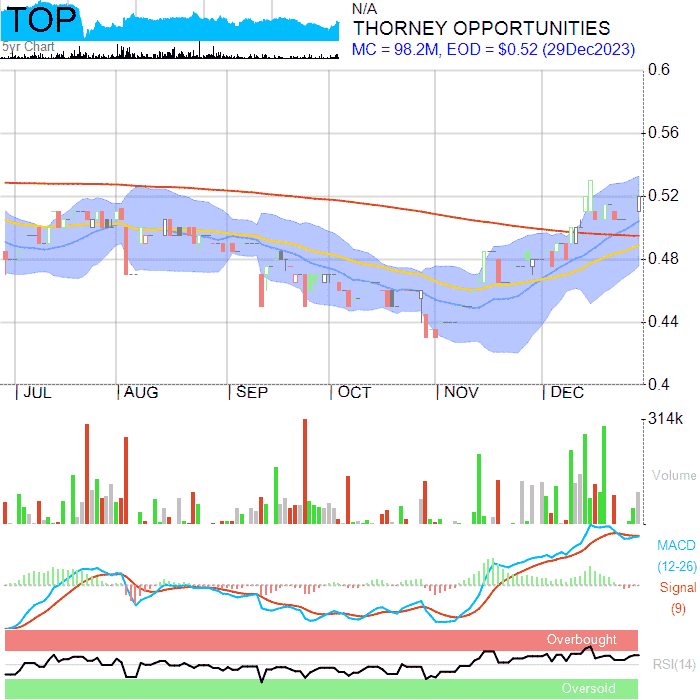 TOP
5yr Chart
N/A
THORNEY OPPORTUNITIES
MC = 98.2M, EOD = $0.52 (29Dec2023)
0.6
0.56
0.52
0.48
0.44
0.4
JUL AUG SEP OCT NOV DEC
314k
Volume
MACD
(12-26)
Signal
(9)
Overbought
RSI(14)
Oversold